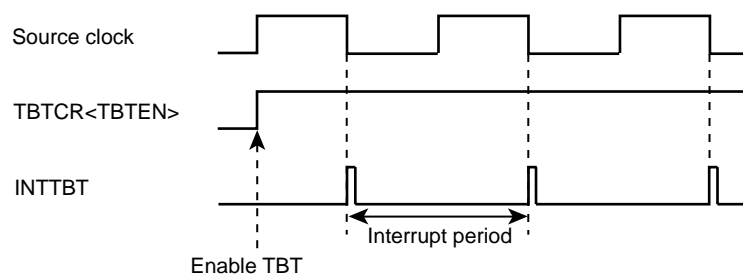 Source clock
TBTCR<TBTEN>
INTTBT
Interrupt period
Enable TBT